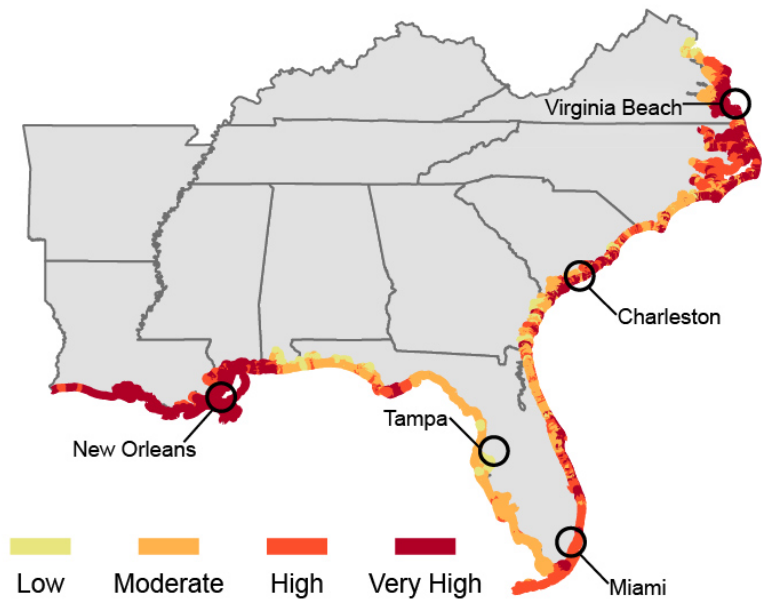 Virginia Beach
Charleston
Tampa
New Orleans
Miami
Low
Moderate
High
Very High